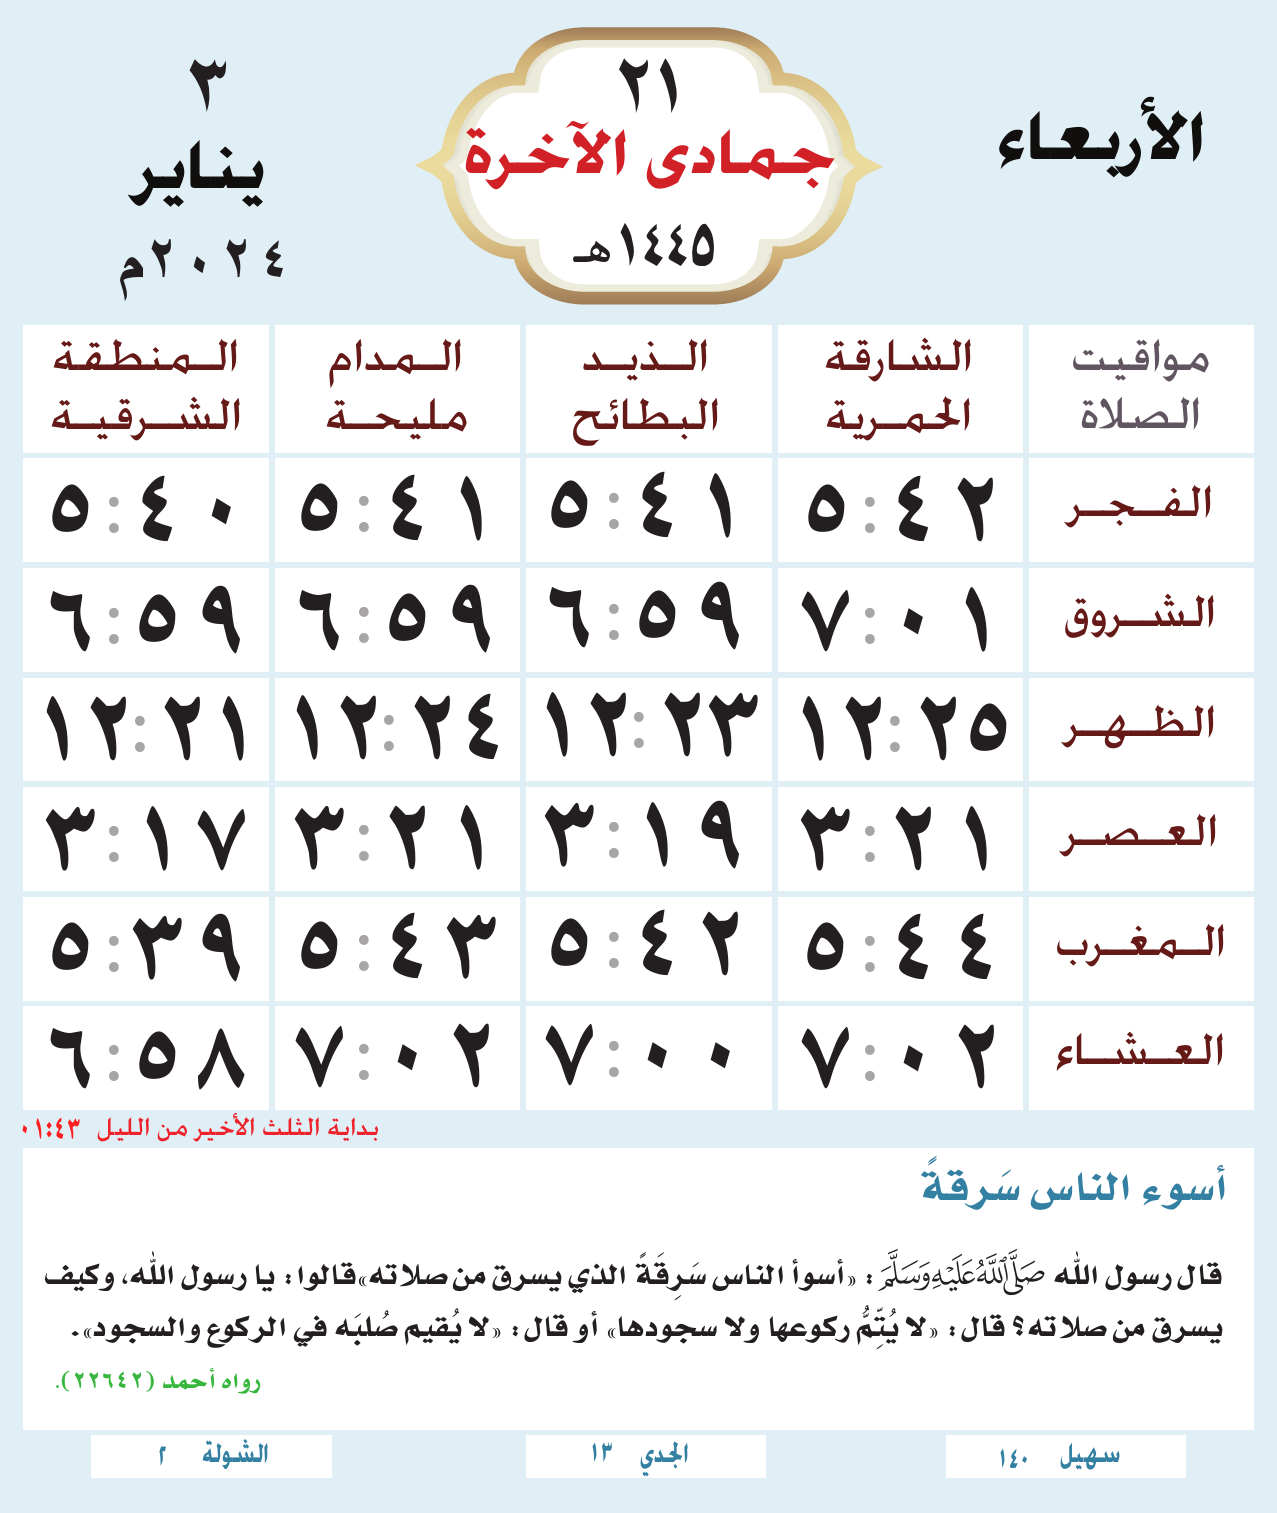 الأربعاء
٢١
جمادى الآخرة
١٤٤٥هـ
٣
يناير
٢٠٢٤م
مواقيت الصلاة
الشارقة الحمرية
الذيد البطائح
المدام مليحة
المنطقة الشرقية
الفجر ٥:٤٢ ٥:٤١ ٥:٤١ ٥:٤٠
الشروق ٧:٠١ ٦:٥٩ ٦:٥٩ ٦:٥٩
الظهر ١٢:٢٥ ١٢:٢٣ ١٢:٢٤ ١٢:٢١
العصر ٣:٢١ ٣:١٩ ٣:٢١ ٣:١٧
المغرب ٥:٤٤ ٥:٤٢ ٥:٤٣ ٥:٣٩
العشاء ٧:٠٢ ٧:٠٠ ٧:٠٢ ٦:٥٨
بداية الثلث الأخير من الليل ٠١:٤٣
أسوء الناس سَرقةً
قال رسول الله صَلَّى اللَّهُ عَلَيْهِ وَسَلَّمَ: «أسوأ الناس سَرِقَةً الذي يسرق من صلاته»قالوا: يا رسول الله، وكيف
يسرق من صلاته؟ قال: «لا يُتِّمُّ ركوعها ولا سجودها» أو قال: «لا يُقيم صُلبَه في الركوع والسجود».
رواه أحمد (٢٢٦٤٢).
سهيل ١٤٠
الجدي ١٣
الشولة ٢